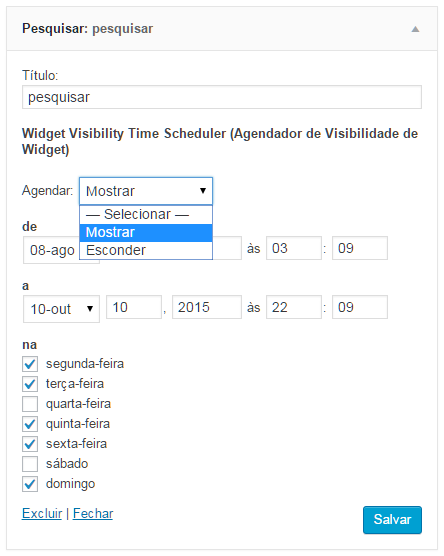 Pesquisar: pesquisar
Título:
pesquisar
Widget Visibility Time Scheduler (Agendador de Visibilidade de
Widget)
Agendar: Mostrar
— Selecionar —
Mostrar
Esconder
de
08-ago às 03 : 09
a
10-out 10 , 2015 às 22 : 09
na
segunda-feira
terça-feira
quarta-feira
quinta-feira
sexta-feira
sábado
domingo
Excluir | Fechar
Salvar